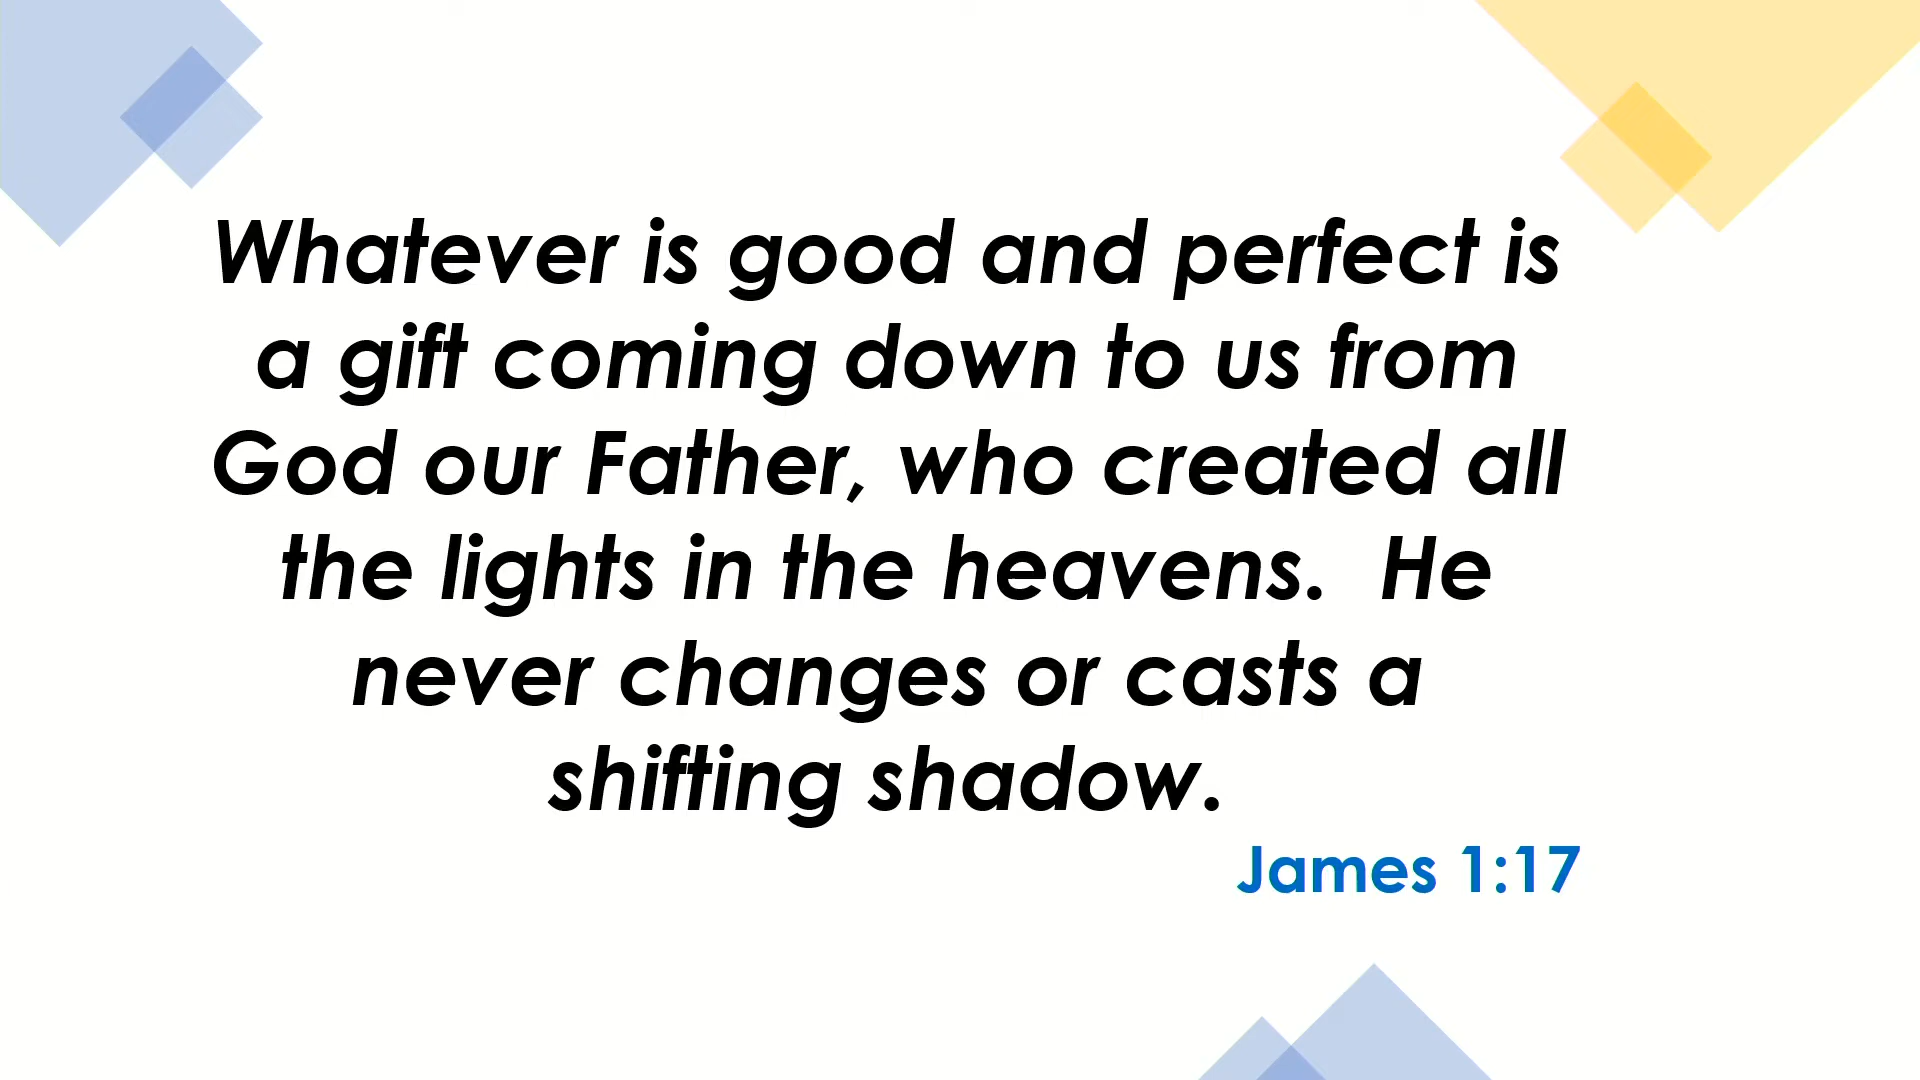 Whatever is good and perfect is
a gift coming down to us from
God our Father, who created all
the lights in the heavens.  He
never changes or casts a
shifting shadow.
James 1:17